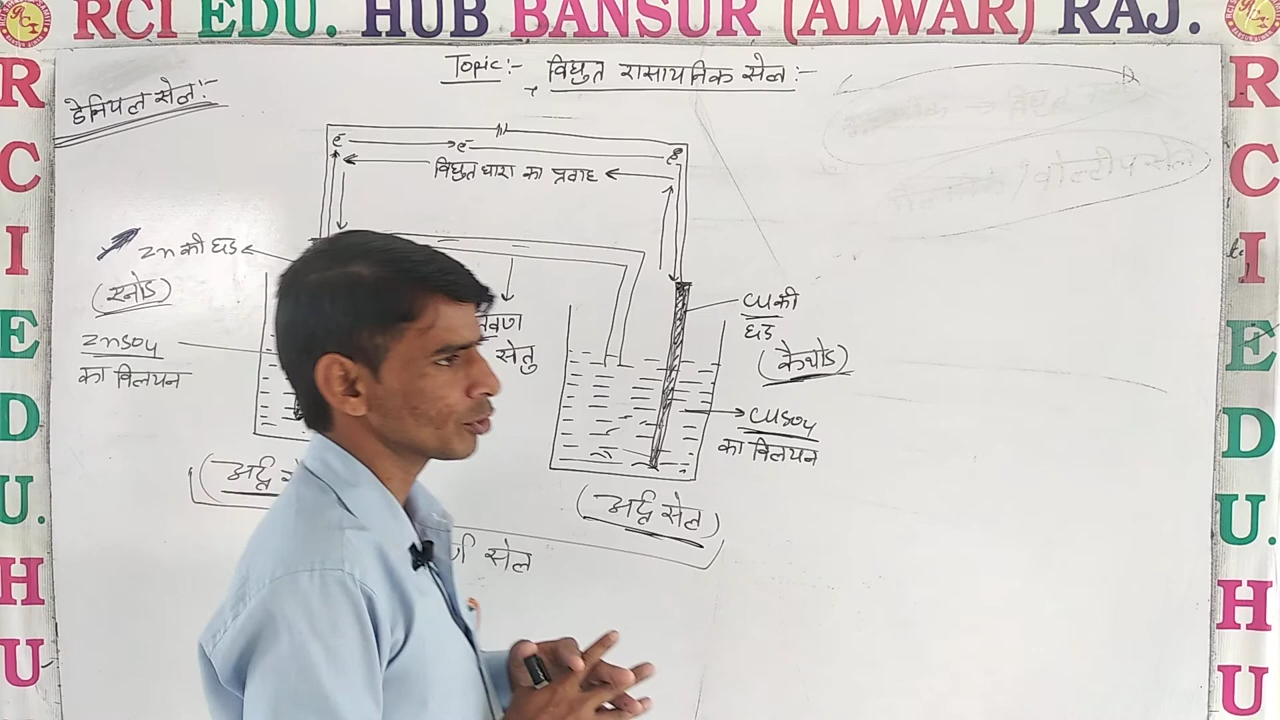 RCI EDU. HUB BANSUR (ALWAR) RAJ.
Topic:- विद्युत रासायनिक सेल:-
डेनियल सेल:-
e⁻ e⁻ e⁻
विद्युत धारा का प्रवाह
Zn की छड़
(एनोड)
ZnSO4
का विलयन
लवण
सेतु
CU की
छड़
(कैथोड)
CUSO4
का विलयन
(अर्द्ध
(अर्द्ध सेल)
सेल
R C I E D U. H U
R C I E D U. H U